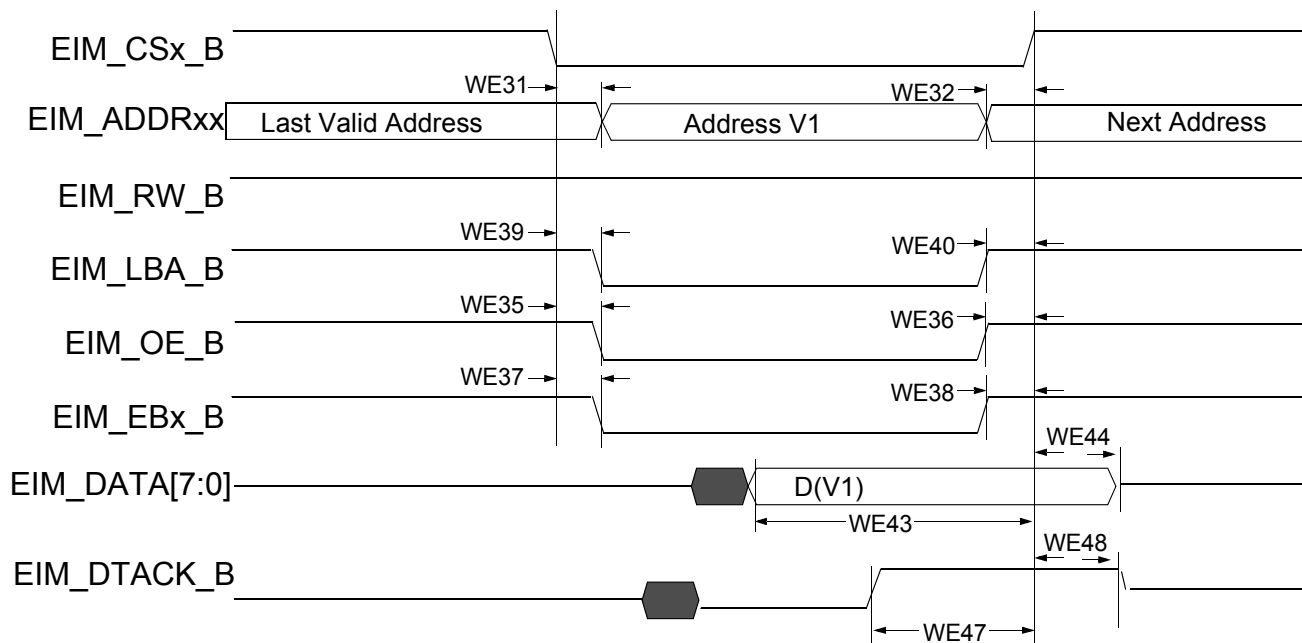 EIM_CSx_B
WE31
WE32
EIM_ADDRxx
Last Valid Address
Address V1
Next Address
EIM_RW_B
WE39
WE40
EIM_LBA_B
WE35
WE36
EIM_OE_B
WE37
WE38
EIM_EBx_B
WE44
EIM_DATA[7:0]
D(V1)
WE43
WE48
EIM_DTACK_B
WE47